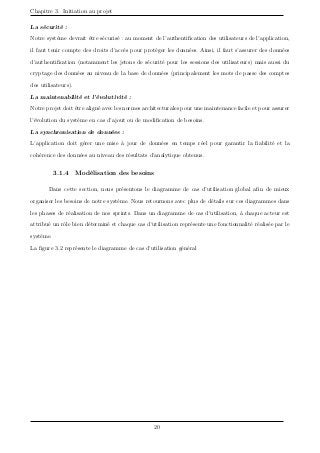 Chapitre 3. Initiation au projet
La sécurité :
Notre système devrait être sécurisé : au moment de l'authentification des utilisateurs de l'application,
il faut tenir compte des droits d'accès pour protéger les données. Ainsi, il faut s'assurer des données
d'authentification (notamment les jetons de sécurité pour les sessions des utilisateurs) mais aussi du
cryptage des données au niveau de la base de données (principalement les mots de passe des comptes
des utilisateurs).
La maintenabilité et l'évolutivité :
Notre projet doit être aligné avec les normes architecturales pour une maintenance facile et pour assurer
l'évolution du système en cas d'ajout ou de modification de besoins.
La synchronisation de données :
L'application doit gérer une mise à jour de données en temps réel pour garantir la fiabilité et la
cohérence des données au niveau des résultats d'analytique obtenus.
3.1.4 Modélisation des besoins
Dans cette section, nous présentons le diagramme de cas d'utilisation global afin de mieux
organiser les besoins de notre système. Nous retournons avec plus de détails sur ces diagrammes dans
les phases de réalisation de nos sprints. Dans un diagramme de cas d'utilisation, à chaque acteur est
attribué un rôle bien déterminé et chaque cas d'utilisation représente une fonctionnalité réalisée par le
système.
La figure 3.2 représente le diagramme de cas d'utilisation général
20